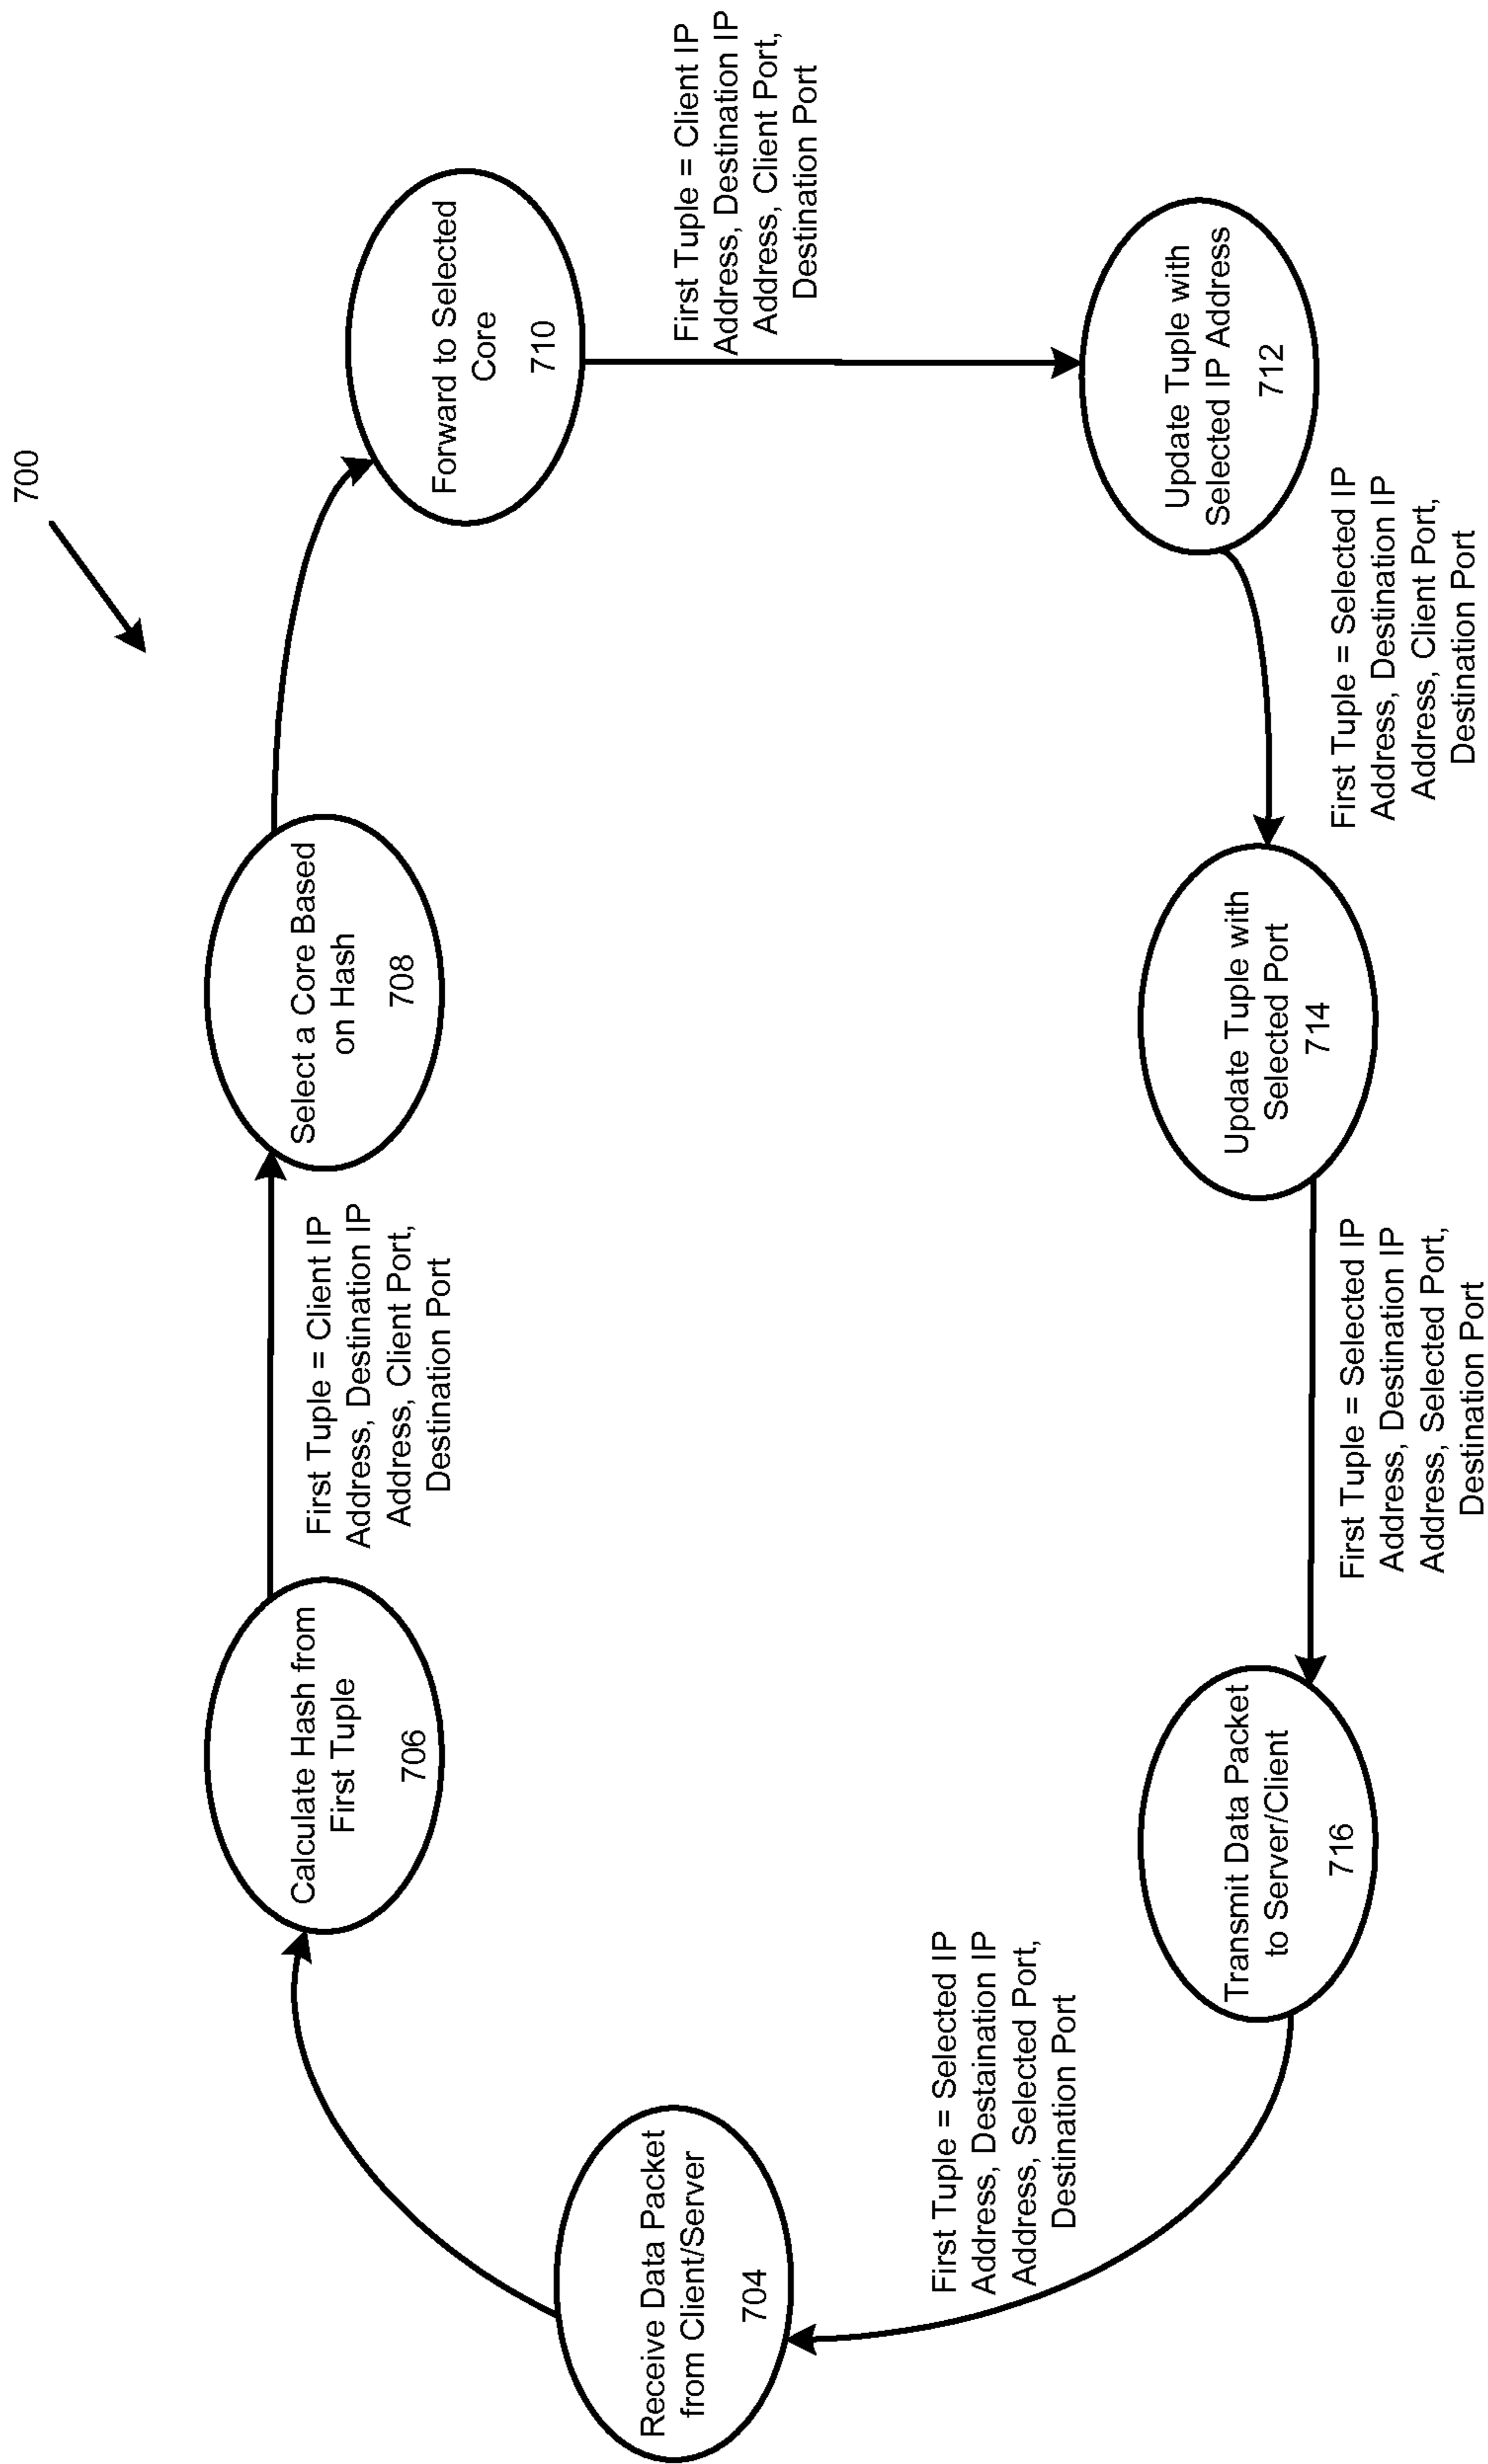 700
Receive Data Packet
from Client/Server
704
Calculate Hash from
First Tuple
706
First Tuple = Client IP
Address, Destination IP
Address, Client Port,
Destination Port
Select a Core Based
on Hash
708
Forward to Selected
Core
710
First Tuple = Client IP
Address, Destination IP
Address, Client Port,
Destination Port
Update Tuple with
Selected IP Address
712
First Tuple = Selected IP
Address, Destination IP
Address, Client Port,
Destination Port
Update Tuple with
Selected Port
714
First Tuple = Selected IP
Address, Destination IP
Address, Selected Port,
Destination Port
Transmit Data Packet
to Server/Client
716
First Tuple = Selected IP
Address, Destaination IP
Address, Selected Port,
Destination Port